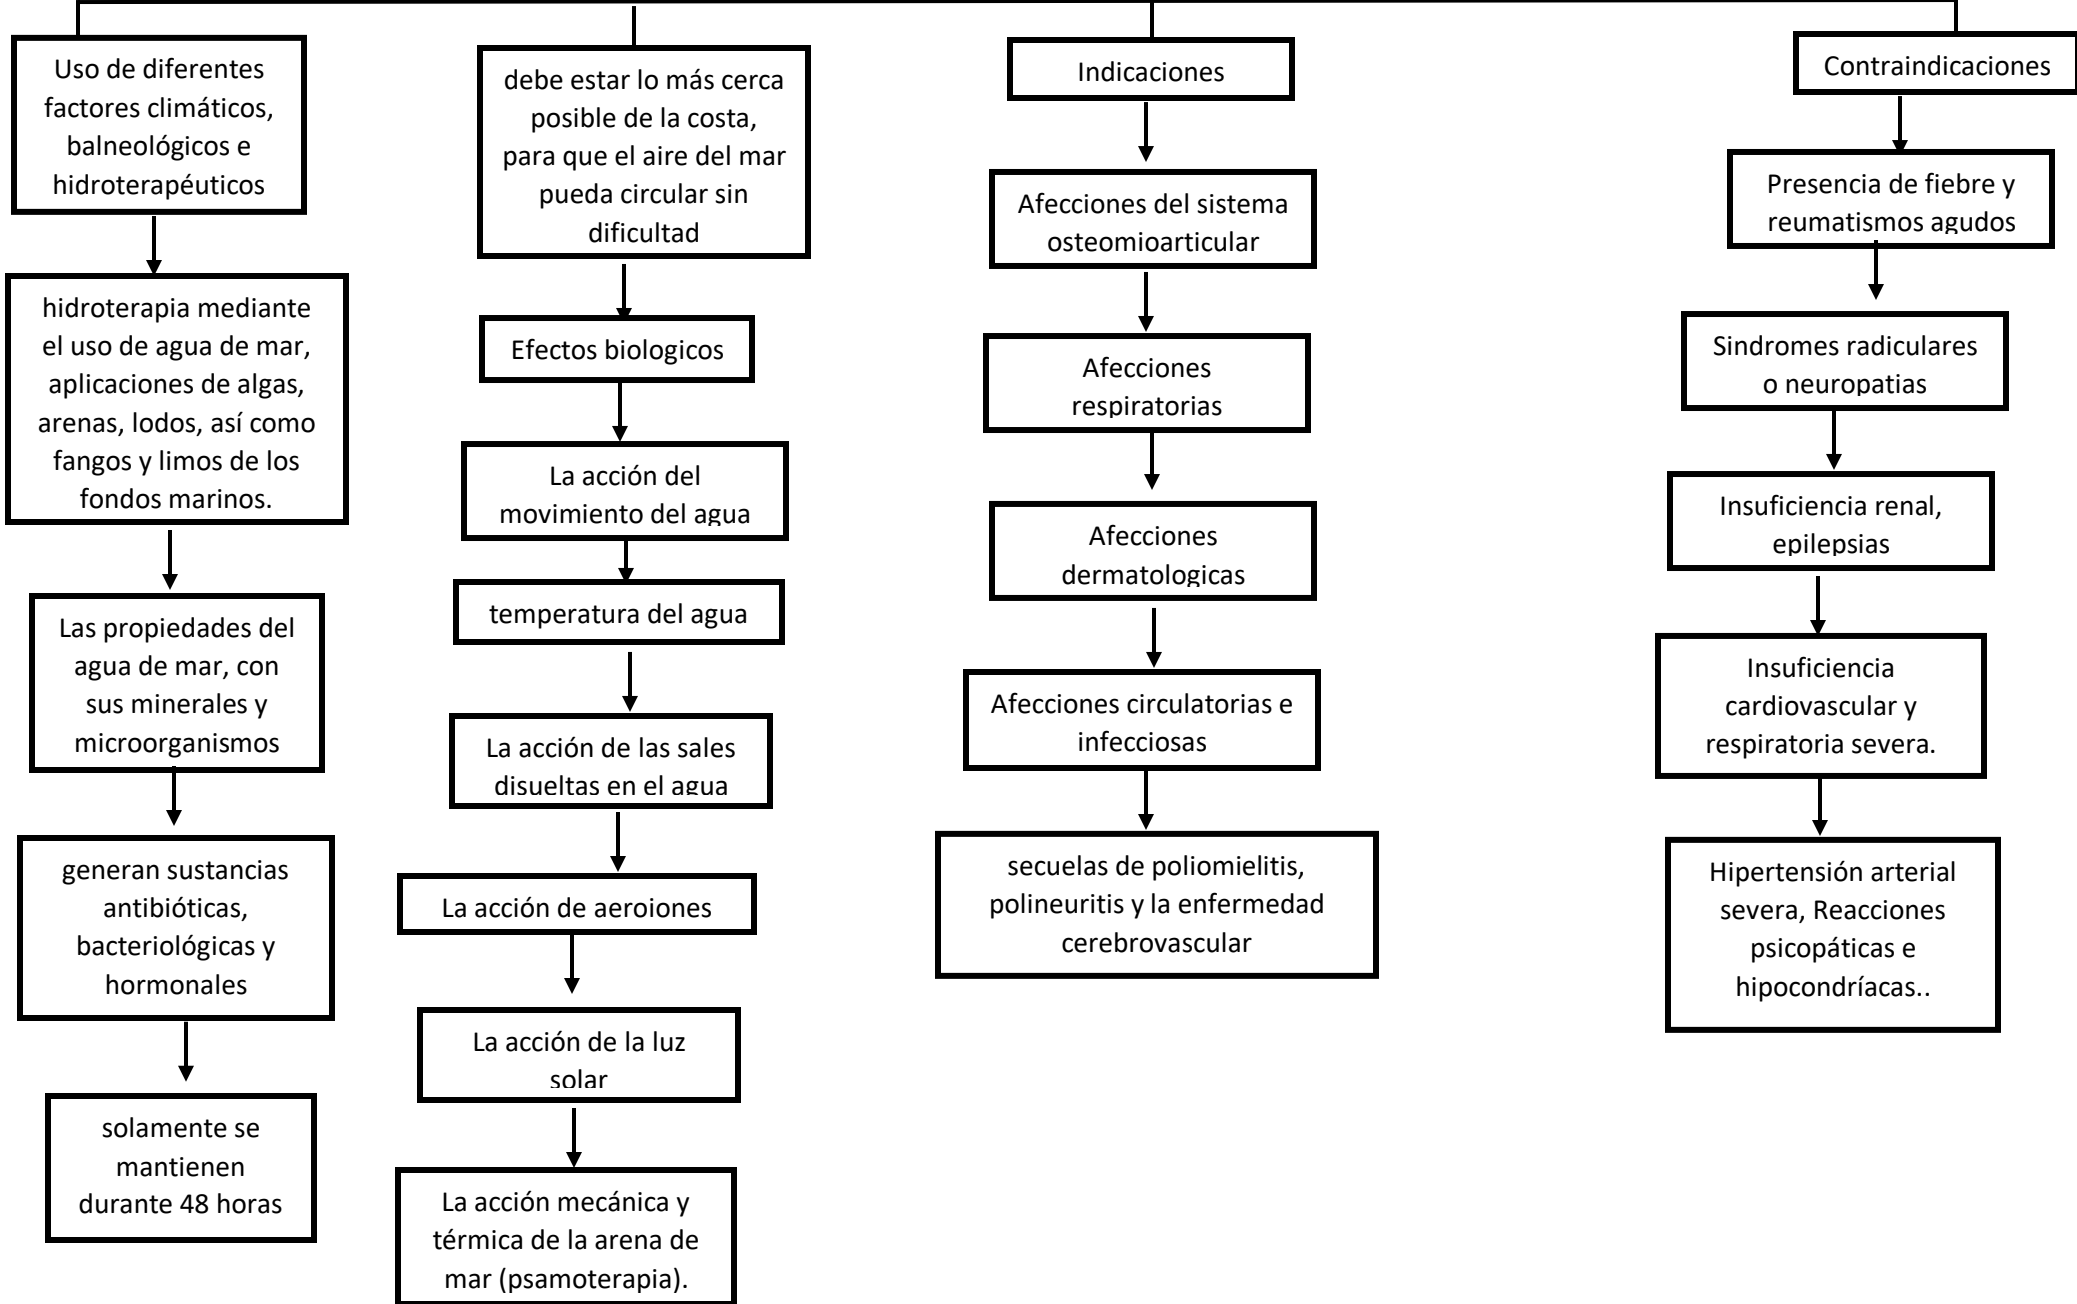 Uso de diferentes
factores climáticos,
balneológicos e
hidroterapéuticos
hidroterapia mediante
el uso de agua de mar,
aplicaciones de algas,
arenas, lodos, así como
fangos y limos de los
fondos marinos.
Las propiedades del
agua de mar, con
sus minerales y
microorganismos
generan sustancias
antibióticas,
bacteriológicas y
hormonales
solamente se
mantienen
durante 48 horas
debe estar lo más cerca
posible de la costa,
para que el aire del mar
pueda circular sin
dificultad
Efectos biologicos
La acción del
movimiento del agua
temperatura del agua
La acción de las sales
disueltas en el agua
La acción de aeroiones
La acción de la luz
solar
La acción mecánica y
térmica de la arena de
mar (psamoterapia).
Indicaciones
Afecciones del sistema
osteomioarticular
Afecciones
respiratorias
Afecciones
dermatologicas
Afecciones circulatorias e
infecciosas
secuelas de poliomielitis,
polineuritis y la enfermedad
cerebrovascular
Contraindicaciones
Presencia de fiebre y
reumatismos agudos
Sindromes radiculares
o neuropatias
Insuficiencia renal,
epilepsias
Insuficiencia
cardiovascular y
respiratoria severa.
Hipertensión arterial
severa, Reacciones
psicopáticas e
hipocondríacas..